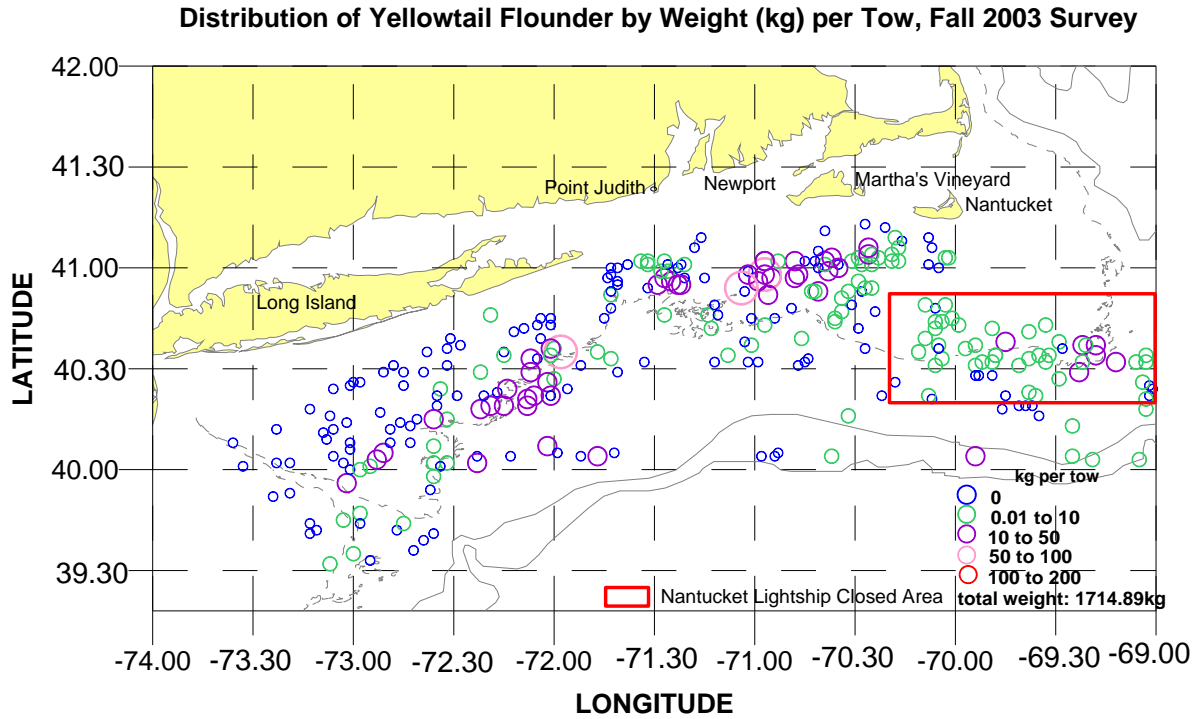 Distribution of Yellowtail Flounder by Weight (kg) per Tow, Fall 2003 Survey
42.00
41.30
41.00
40.30
40.00
39.30
LATITUDE
Point Judith
Newport
Martha's Vineyard
Nantucket
Long Island
kg per tow
0
0.01 to 10
10 to 50
50 to 100
100 to 200
total weight: 1714.89kg
Nantucket Lightship Closed Area
-74.00 -73.30 -73.00 -72.30 -72.00 -71.30 -71.00 -70.30 -70.00 -69.30 -69.00
LONGITUDE